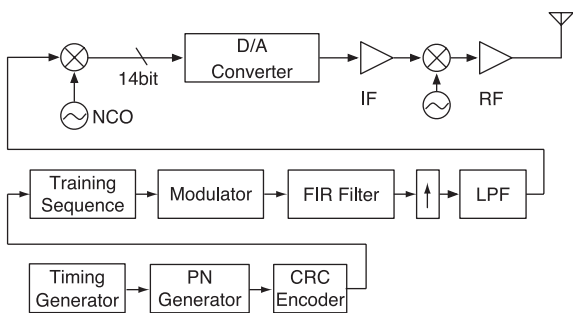 D/A
Converter
14bit
NCO
IF
RF
Training
Sequence
Modulator
FIR Filter
LPF
Timing
Generator
PN
Generator
CRC
Encoder